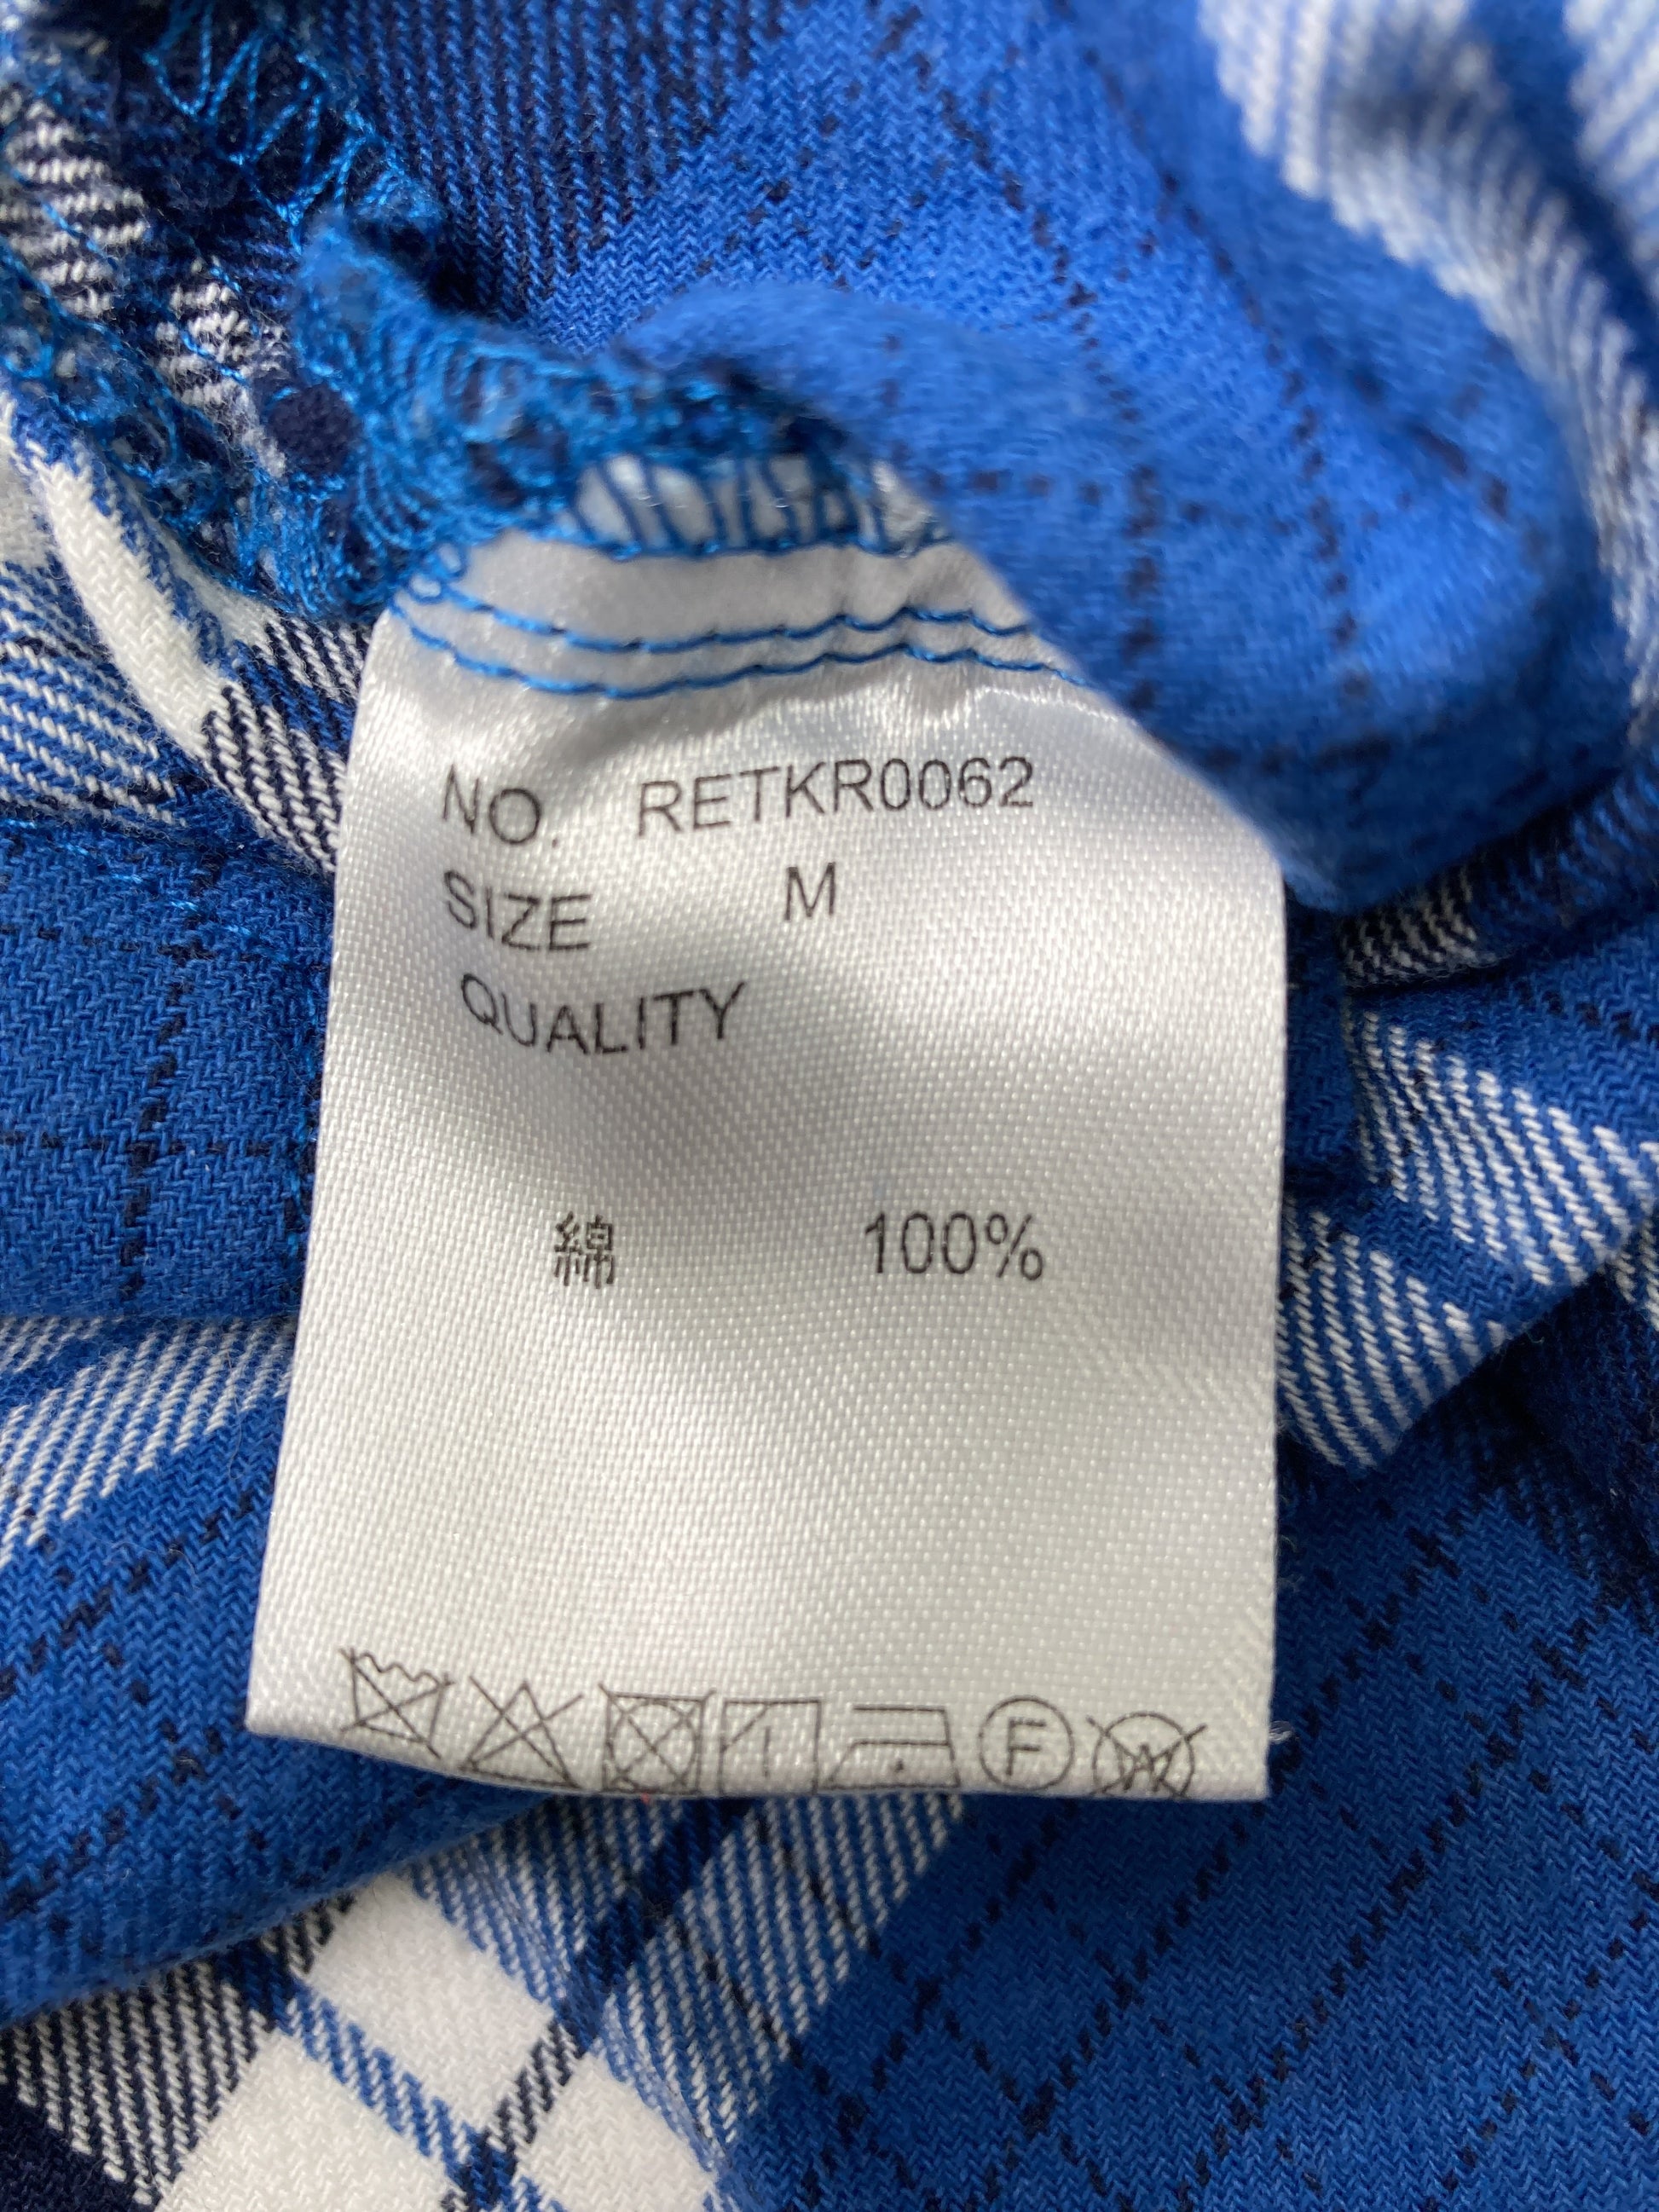 NO. RETKR0062
SIZE M
QUALITY
綿 100%
F
W